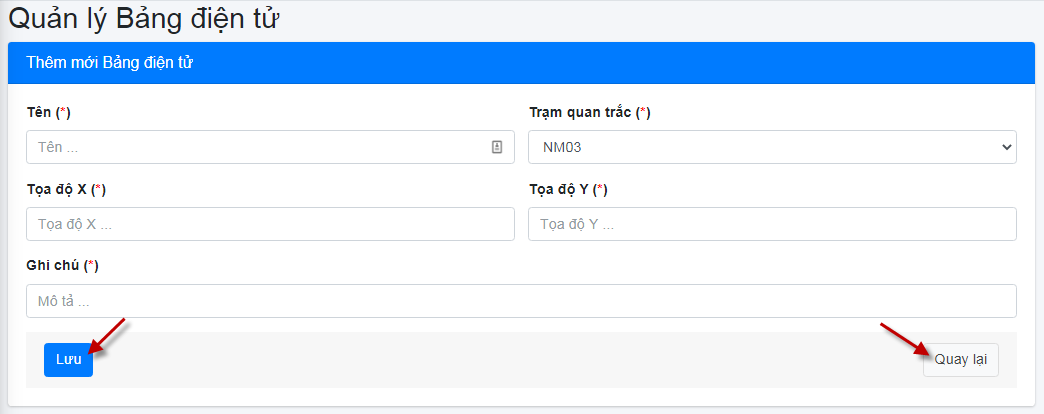 Quản lý Bảng điện tử
Thêm mới Bảng điện tử
Tên (*)
Trạm quan trắc (*)
Tên ...
NM03
Tọa độ X (*)
Tọa độ Y (*)
Tọa độ X ...
Tọa độ Y ...
Ghi chú (*)
Mô tả ...
Lưu
Quay lại